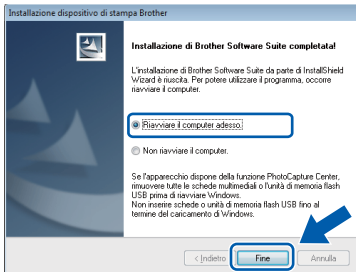 Installazione dispositivo di stampa Brother
Installazione di Brother Software Suite completata!
L'installazione di Brother Software Suite da parte di InstallShield
Wizard è riuscita. Per potere utilizzare il programma, occorre
riavviare il computer.
Riavviare il computer adesso.
Non riavviare il computer.
Se l'apparecchio dispone della funzione PhotoCapture Center,
rimuovere tutte le schede multimediali o l'unità di memoria flash
USB prima di riavviare Windows.
Non inserire schede o unità di memoria flash USB fino al
termine del caricamento di Windows.
< Indietro
Fine
Annulla